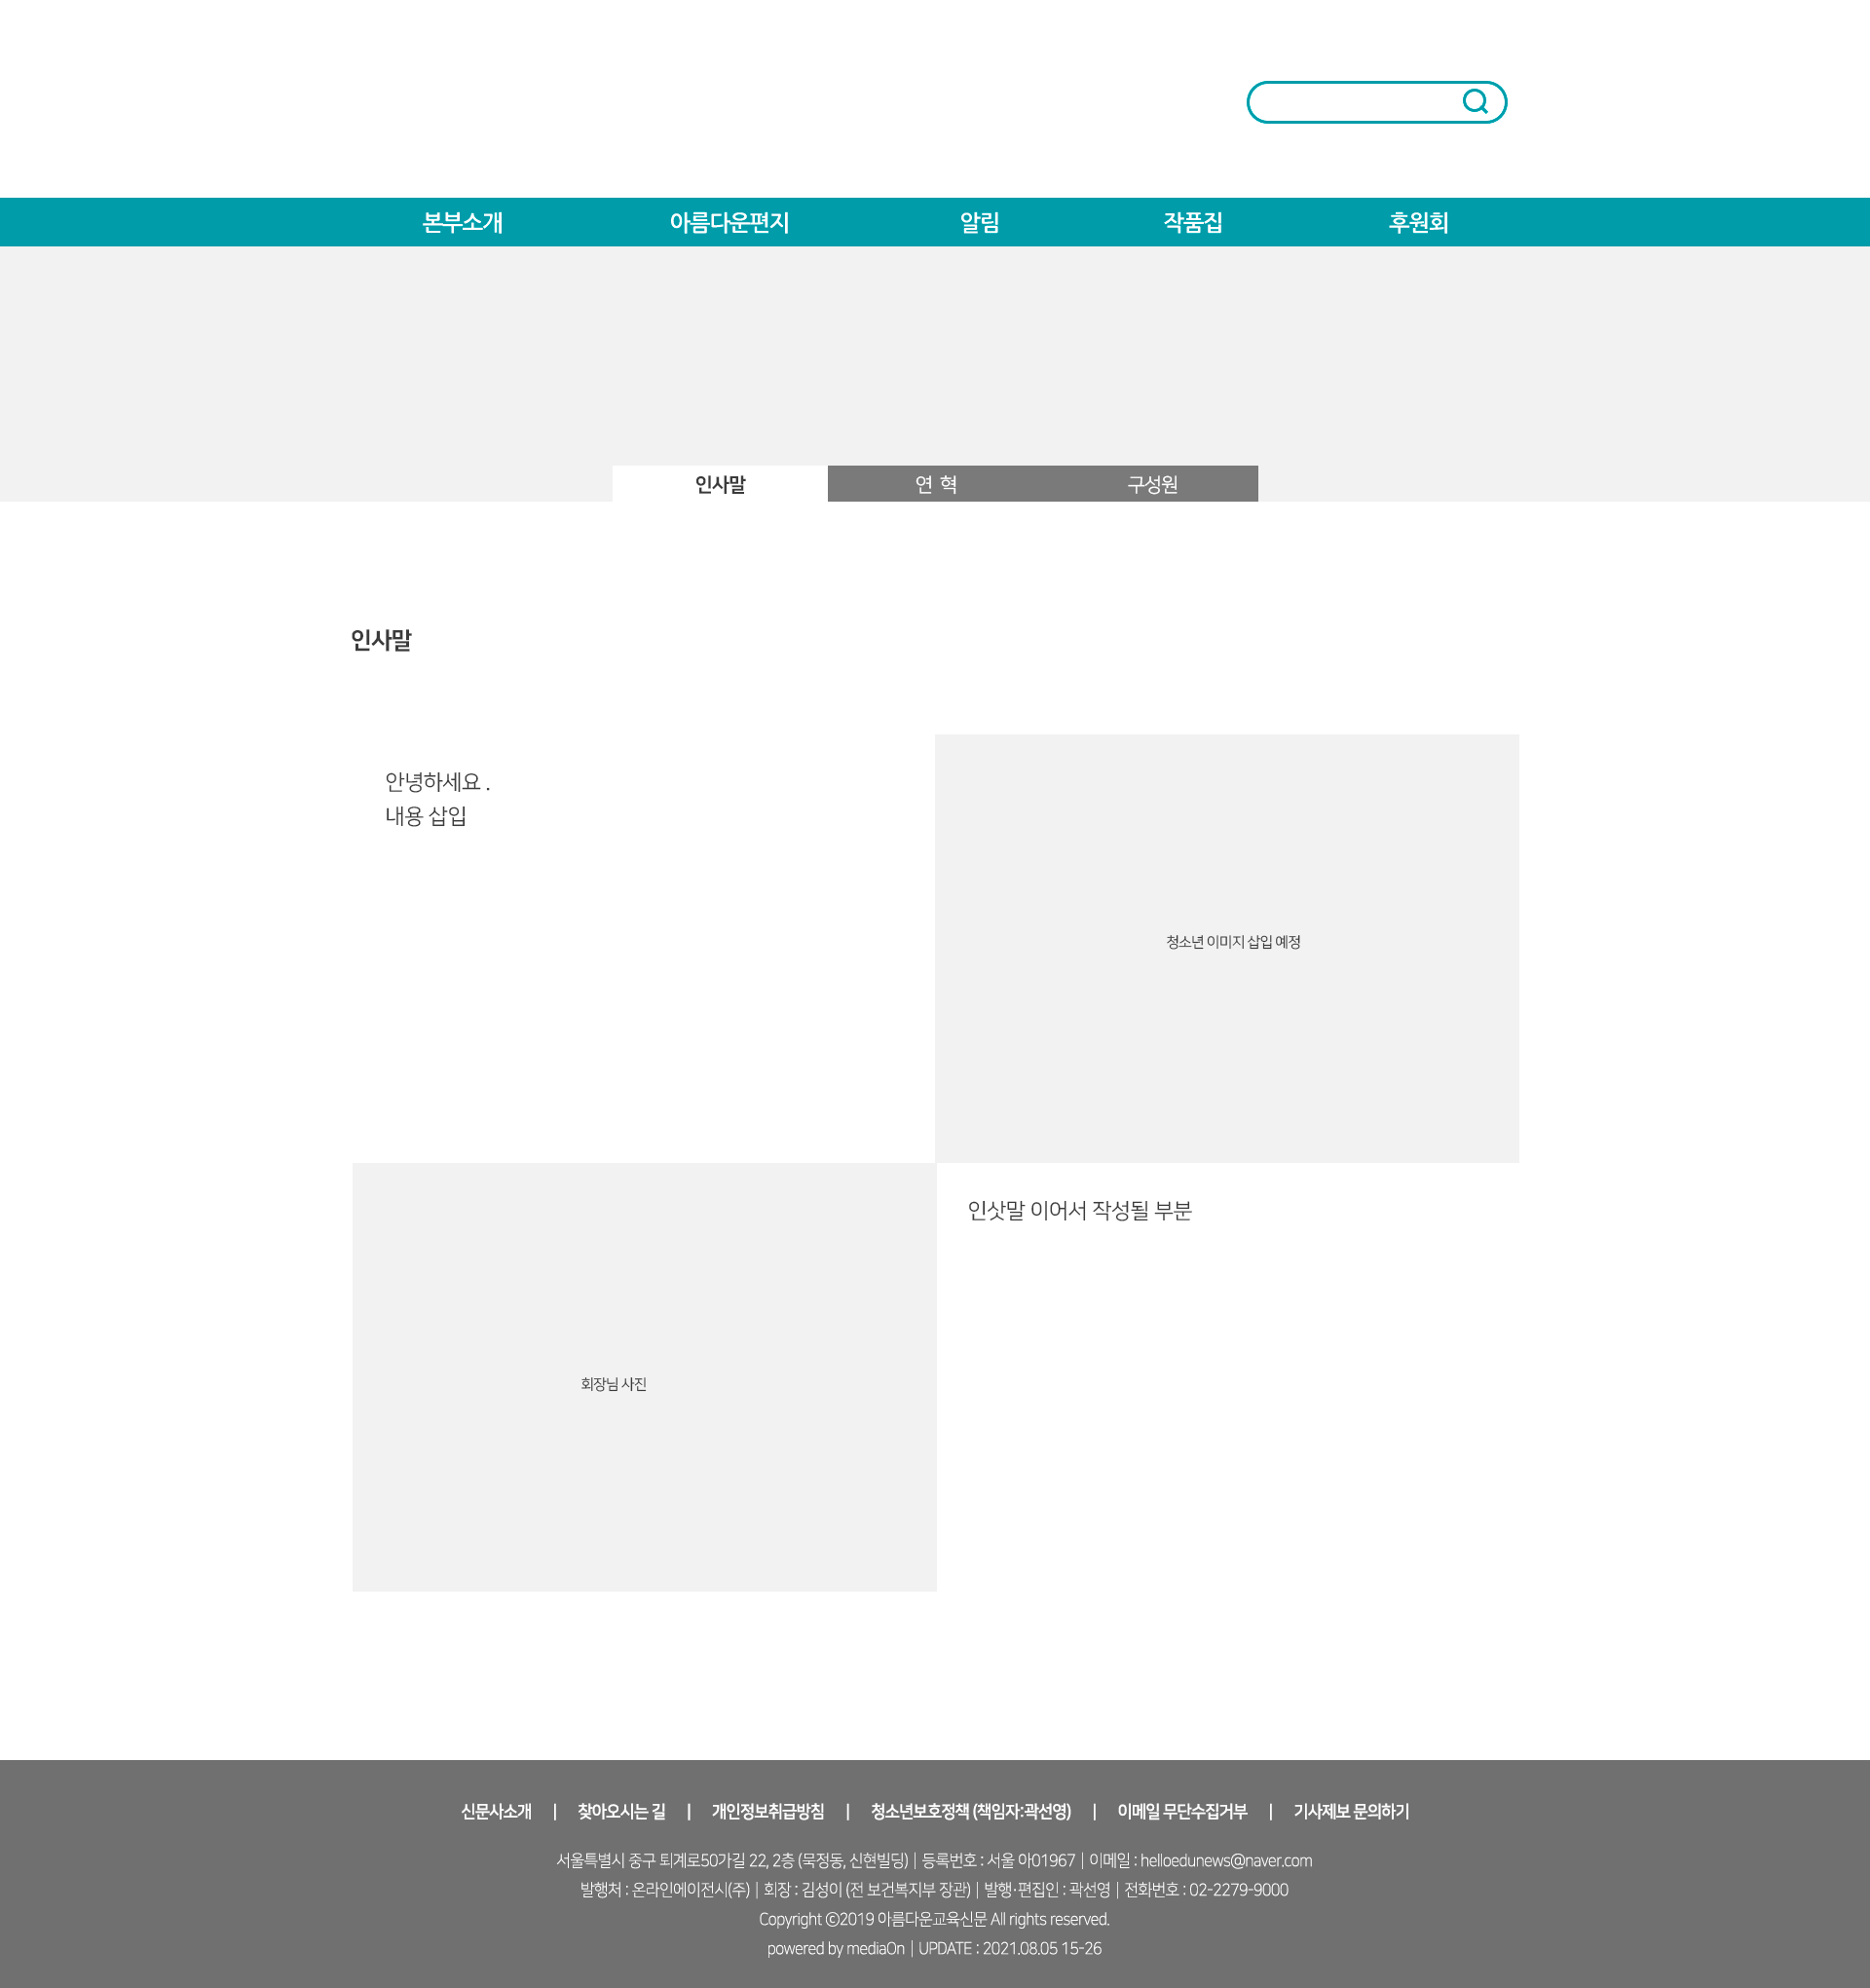 본부소개 아름다운편지 알림 작품집 후원회
인사말 연 혁 구성원
인사말
안녕하세요 .
내용 삽입
청소년 이미지 삽입 예정
인삿말 이어서 작성될 부분
회장님 사진
신문사소개 | 찾아오시는 길 | 개인정보취급방침 | 청소년보호정책 (책임자:곽선영) | 이메일 무단수집거부 | 기사제보 문의하기
서울특별시 중구 퇴계로50가길 22, 2층 (묵정동, 신현빌딩) | 등록번호 : 서울 아01967 | 이메일 : helloedunews@naver.com
발행처 : 온라인에이전시(주) | 회장 : 김성이 (전 보건복지부 장관) | 발행·편집인 : 곽선영 | 전화번호 : 02-2279-9000
Copyright ⓒ2019 아름다운교육신문 All rights reserved.
powered by mediaOn | UPDATE : 2021.08.05 15-26